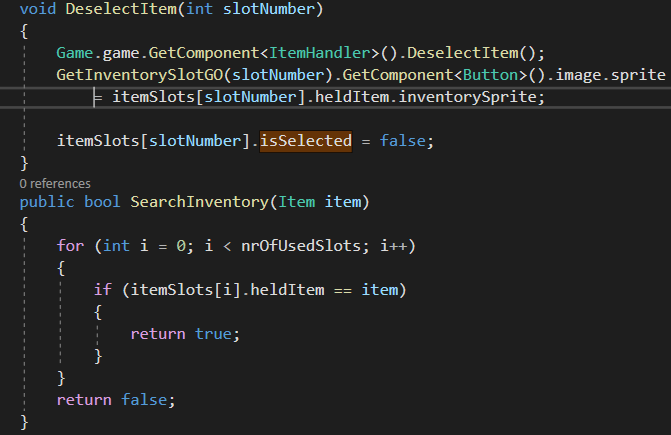 void DeselectItem(int slotNumber)
{
Game.game.GetComponent<ItemHandler>().DeselectItem();
GetInventorySlotGO(slotNumber).GetComponent<Button>().image.sprite
= itemSlots[slotNumber].heldItem.inventorySprite;
itemSlots[slotNumber].isSelected = false;
}
0 references
public bool SearchInventory(Item item)
{
for (int i = 0; i < nrOfUsedSlots; i++)
{
if (itemSlots[i].heldItem == item)
{
return true;
}
}
return false;
}